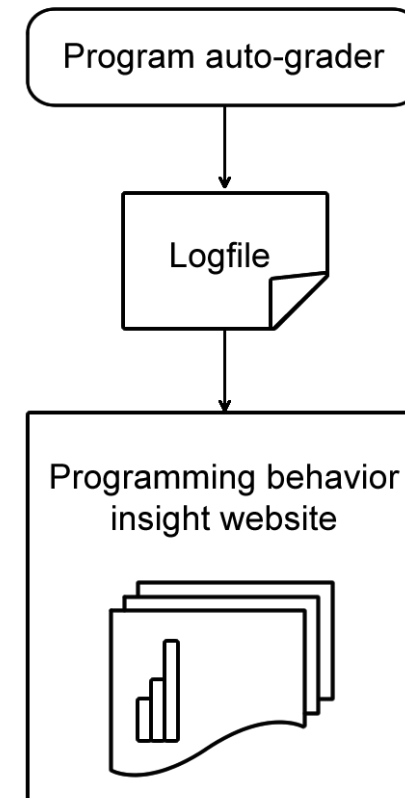 Program auto-grader
Logfile
Programming behavior
insight website